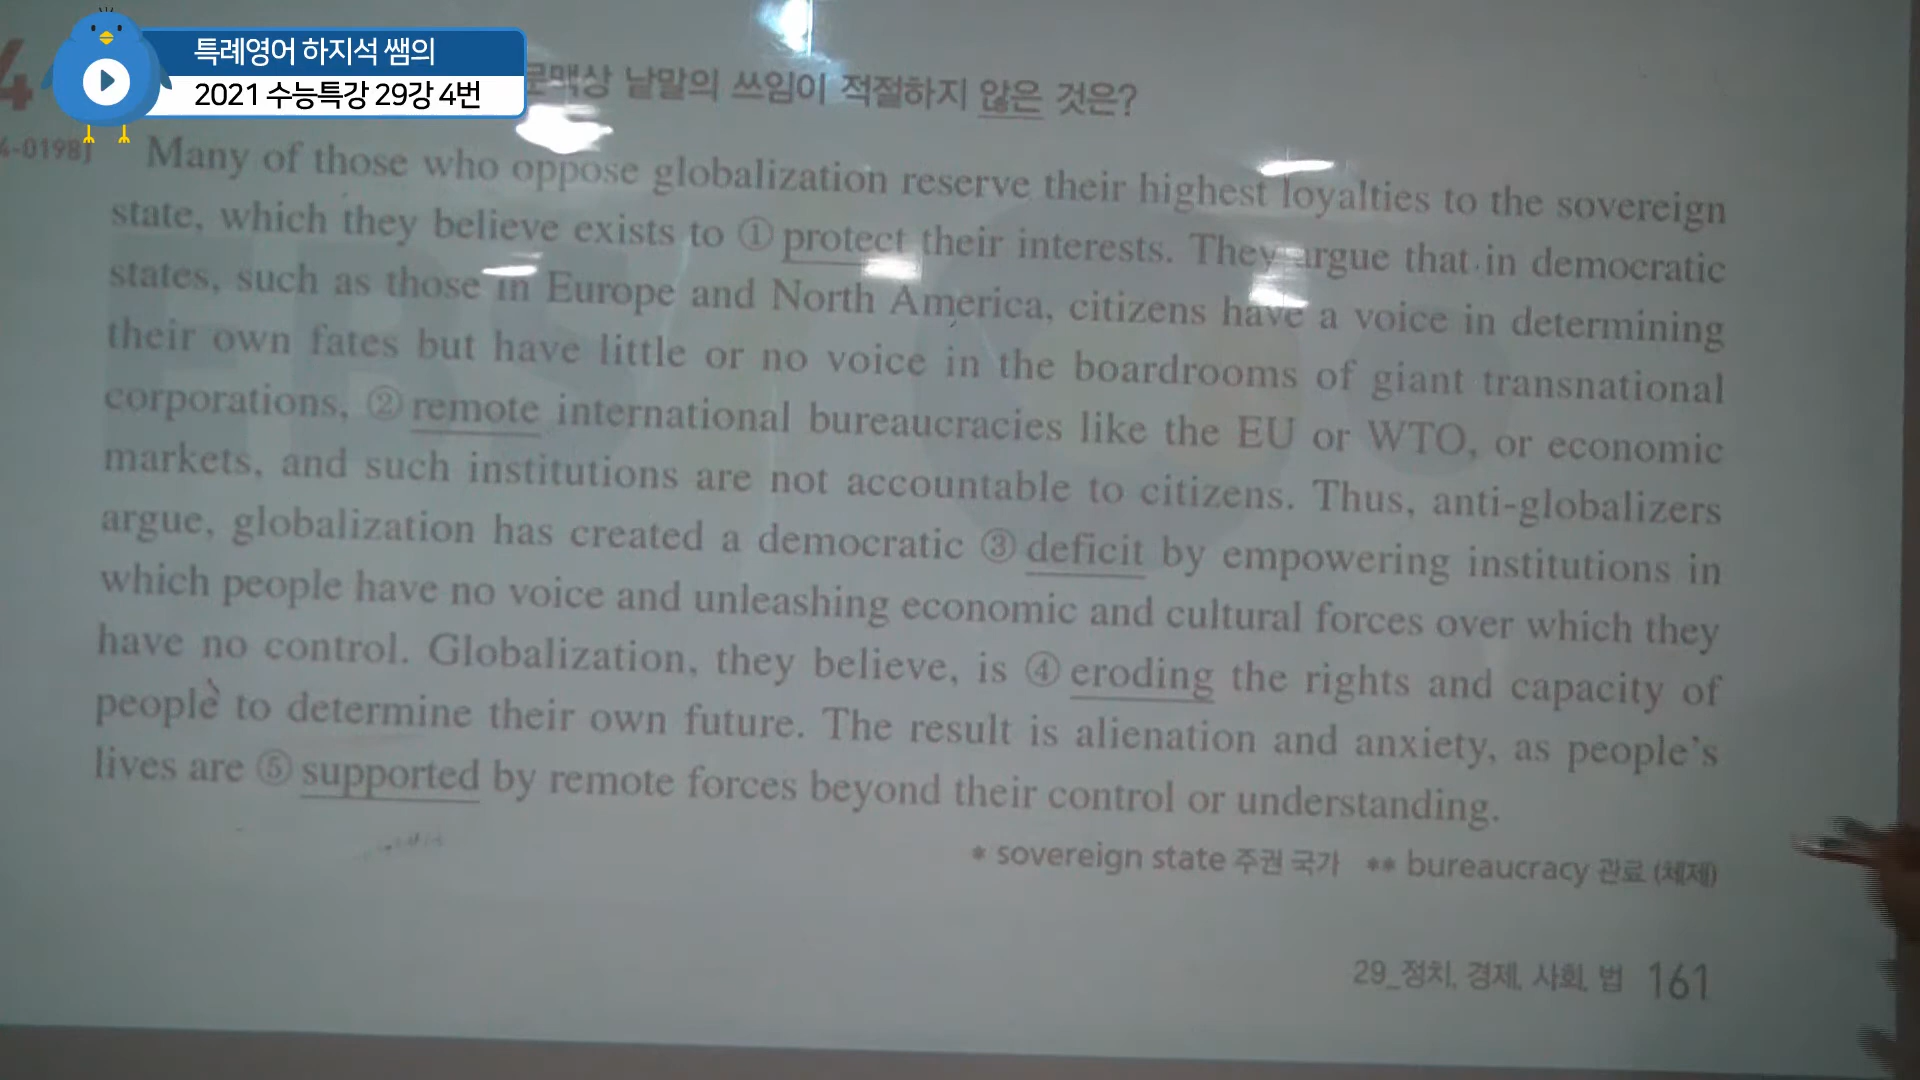 특례영어 하지석 쌤의
2021 수능특강 29강 4번
4
문맥상 낱말의 쓰임이 적절하지 않은 것은?
-0198]
Many of those who oppose globalization reserve their highest loyalties to the sovereign
state, which they believe exists to ① protect their interests. They argue that in democratic
states, such as those in Europe and North America, citizens have a voice in determining
their own fates but have little or no voice in the boardrooms of giant transnational
corporations, ② remote international bureaucracies like the EU or WTO, or economic
markets, and such institutions are not accountable to citizens. Thus, anti-globalizers
argue, globalization has created a democratic ③ deficit by empowering institutions in
which people have no voice and unleashing economic and cultural forces over which they
have no control. Globalization, they believe, is ④ eroding the rights and capacity of
people to determine their own future. The result is alienation and anxiety, as people's
lives are ⑤ supported by remote forces beyond their control or understanding.
* sovereign state 주권 국가 ** bureaucracy 관료 (체제)
29_정치, 경제, 사회, 법 161